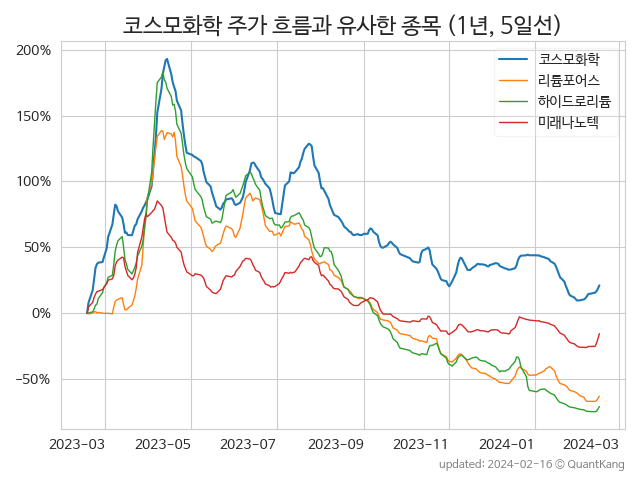 코스모화학 주가 흐름과 유사한 종목 (1년, 5일선)
코스모화학
리튬포어스
하이드로리튬
미래나노텍
200%
150%
100%
50%
0%
−50%
2023-03 2023-05 2023-07 2023-09 2023-11 2024-01 2024-03
updated: 2024-02-16 © QuantKang